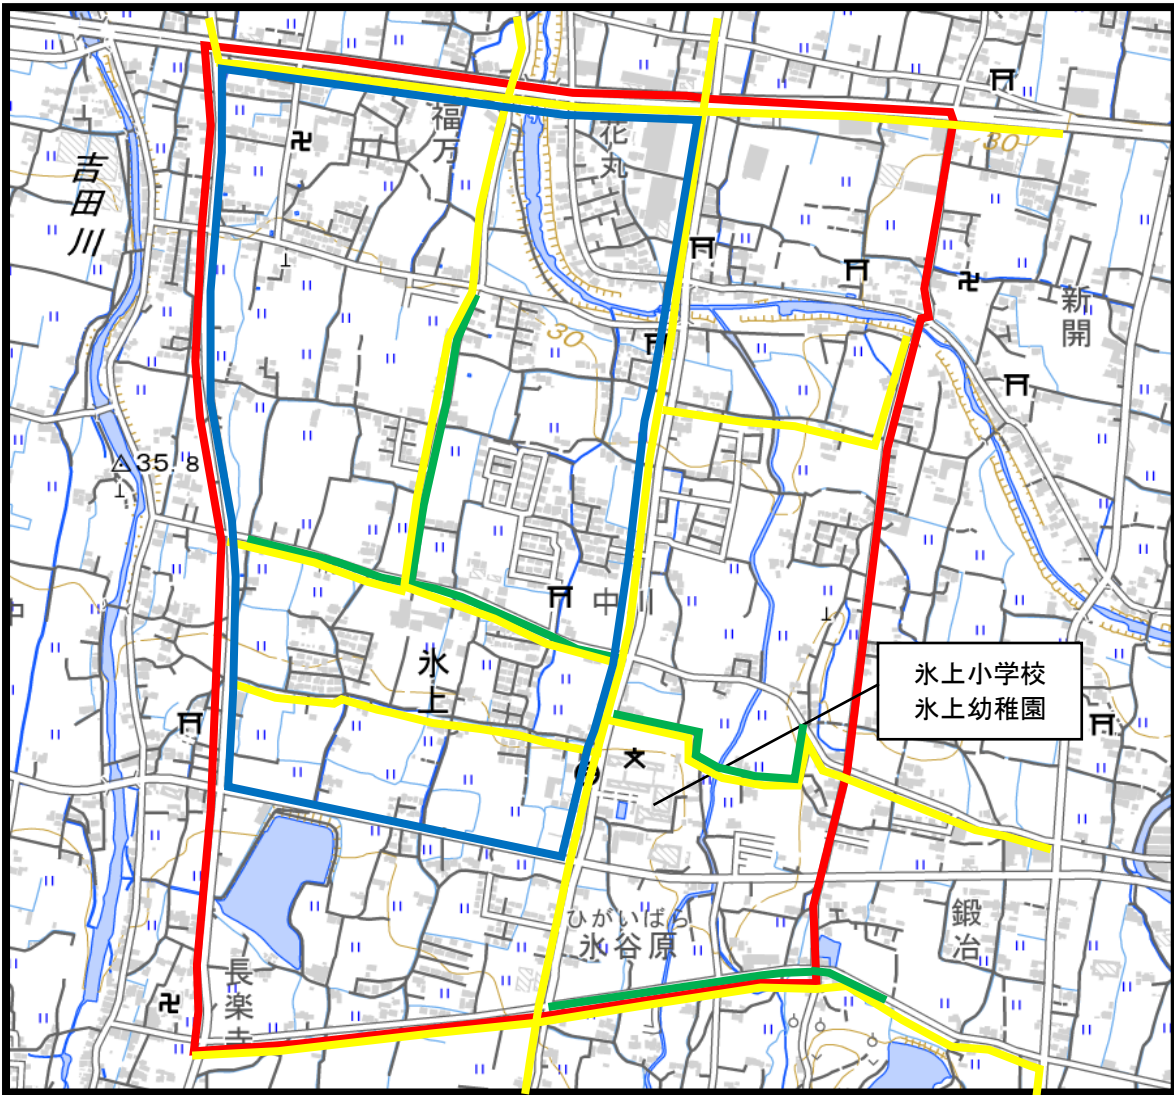 福万
花丸
30
吉田川
新開
30
35.8
中川
氷上
氷上小学校
氷上幼稚園
中
鍛冶
ひがいばら
氷谷原
長楽寺